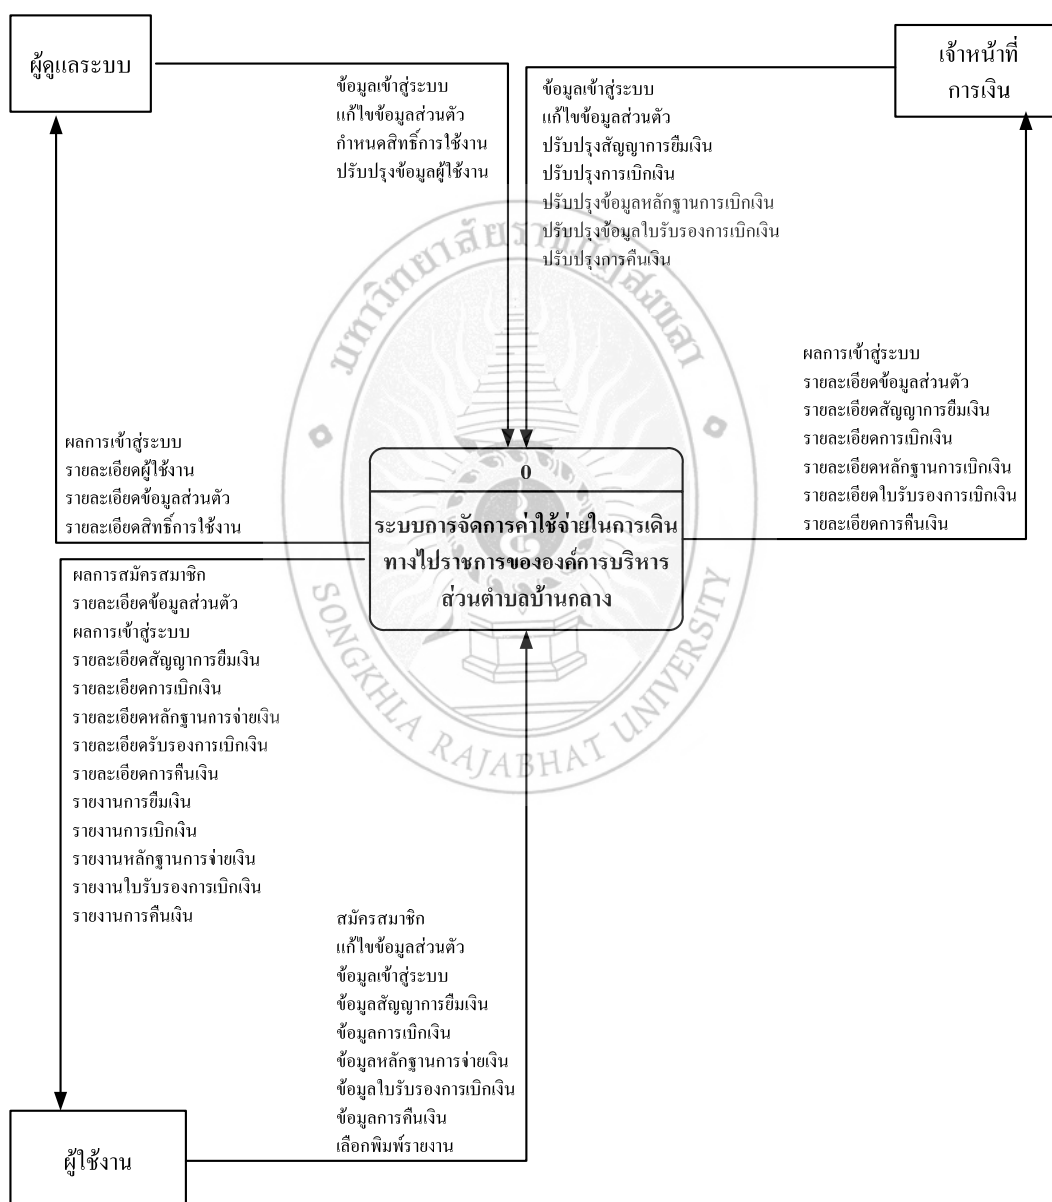 ผู้ดูแลระบบ
ข้อมูลเข้าสู่ระบบ
แก้ไขข้อมูลส่วนตัว
กำหนดสิทธิ์การใช้งาน
ปรับปรุงข้อมูลผู้ใช้งาน
ข้อมูลเข้าสู่ระบบ
แก้ไขข้อมูลส่วนตัว
ปรับปรุงสัญญาการยืมเงิน
ปรับปรุงการเบิกเงิน
ปรับปรุงข้อมูลหลักฐานการเบิกเงิน
ปรับปรุงข้อมูลใบรับรองการเบิกเงิน
ปรับปรุงการคืนเงิน
เจ้าหน้าที่
การเงิน
มหาวิทยาลัยราชภัฏสงขลา
ผลการเข้าสู่ระบบ
รายละเอียดข้อมูลส่วนตัว
รายละเอียดสัญญาการยืมเงิน
รายละเอียดการเบิกเงิน
รายละเอียดหลักฐานการเบิกเงิน
รายละเอียดใบรับรองการเบิกเงิน
รายละเอียดการคืนเงิน
ผลการเข้าสู่ระบบ
รายละเอียดผู้ใช้งาน
รายละเอียดข้อมูลส่วนตัว
รายละเอียดสิทธิ์การใช้งาน
0
ระบบการจัดการค่าใช้จ่ายในการเดิน
ทางไปราชการขององค์การบริหาร
ส่วนตำบลบ้านกลาง
SONGKHLA RAJABHAT UNIVERSITY
ผลการสมัครสมาชิก
รายละเอียดข้อมูลส่วนตัว
ผลการเข้าสู่ระบบ
รายละเอียดสัญญาการยืมเงิน
รายละเอียดการเบิกเงิน
รายละเอียดหลักฐานการจ่ายเงิน
รายละเอียดรับรองการเบิกเงิน
รายละเอียดการคืนเงิน
รายงานการยืมเงิน
รายงานการเบิกเงิน
รายงานหลักฐานการจ่ายเงิน
รายงานใบรับรองการเบิกเงิน
รายงานการคืนเงิน
สมัครสมาชิก
แก้ไขข้อมูลส่วนตัว
ข้อมูลเข้าสู่ระบบ
ข้อมูลสัญญาการยืมเงิน
ข้อมูลการเบิกเงิน
ข้อมูลหลักฐานการจ่ายเงิน
ข้อมูลใบรับรองการเบิกเงิน
ข้อมูลการคืนเงิน
เลือกพิมพ์รายงาน
ผู้ใช้งาน